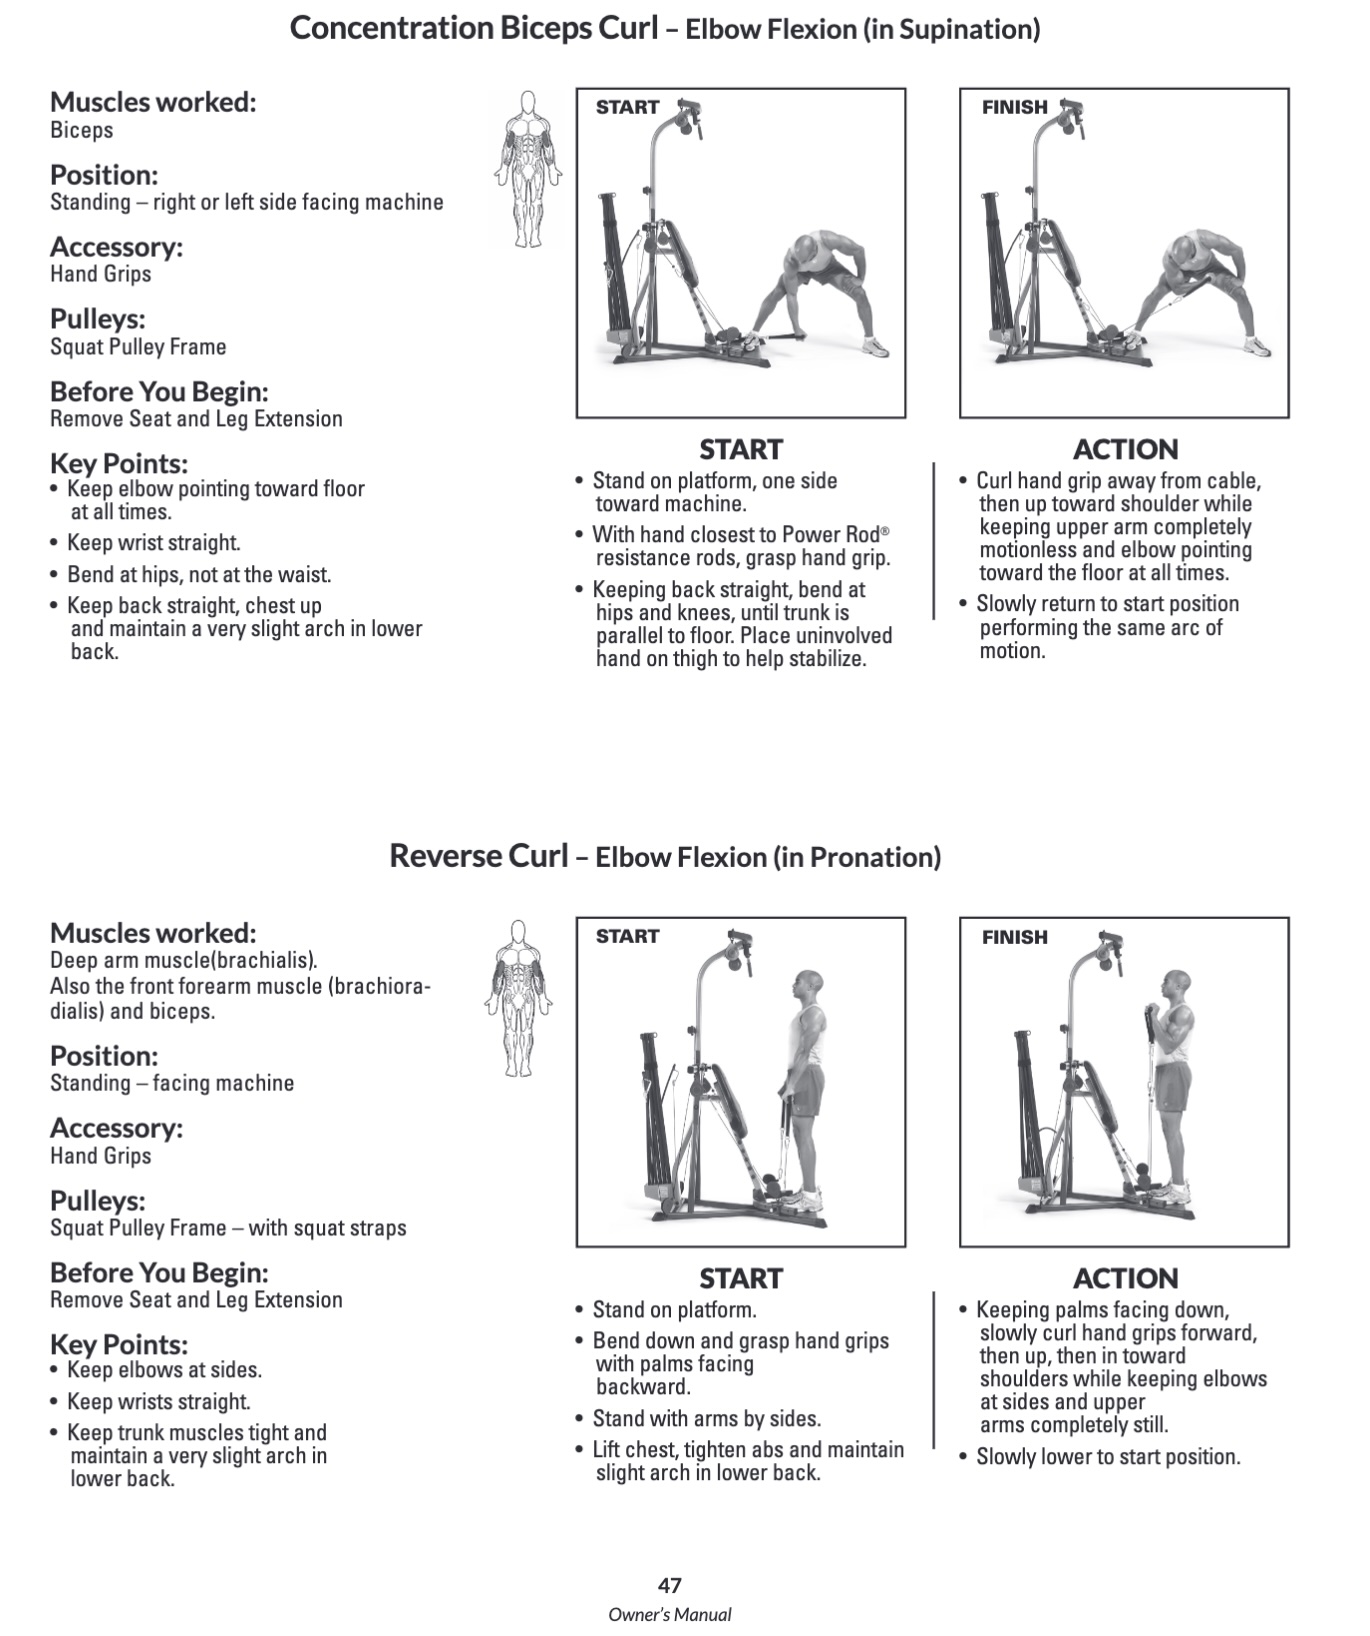 Concentration Biceps Curl – Elbow Flexion (in Supination)
Muscles worked:
Biceps
Position:
Standing – right or left side facing machine
Accessory:
Hand Grips
Pulleys:
Squat Pulley Frame
Before You Begin:
Remove Seat and Leg Extension
Key Points:
• Keep elbow pointing toward floor
at all times.
• Keep wrist straight.
• Bend at hips, not at the waist.
• Keep back straight, chest up
and maintain a very slight arch in lower
back.
START
FINISH
START
• Stand on platform, one side
toward machine.
• With hand closest to Power Rod®
resistance rods, grasp hand grip.
• Keeping back straight, bend at
hips and knees, until trunk is
parallel to floor. Place uninvolved
hand on thigh to help stabilize.
ACTION
• Curl hand grip away from cable,
then up toward shoulder while
keeping upper arm completely
motionless and elbow pointing
toward the floor at all times.
• Slowly return to start position
performing the same arc of
motion.
Reverse Curl – Elbow Flexion (in Pronation)
Muscles worked:
Deep arm muscle(brachialis).
Also the front forearm muscle (brachiora-
dialis) and biceps.
Position:
Standing – facing machine
Accessory:
Hand Grips
Pulleys:
Squat Pulley Frame – with squat straps
Before You Begin:
Remove Seat and Leg Extension
Key Points:
• Keep elbows at sides.
• Keep wrists straight.
• Keep trunk muscles tight and
maintain a very slight arch in
lower back.
START
FINISH
START
• Stand on platform.
• Bend down and grasp hand grips
with palms facing
backward.
• Stand with arms by sides.
• Lift chest, tighten abs and maintain
slight arch in lower back.
ACTION
• Keeping palms facing down,
slowly curl hand grips forward,
then up, then in toward
shoulders while keeping elbows
at sides and upper
arms completely still.
• Slowly lower to start position.
47
Owner's Manual